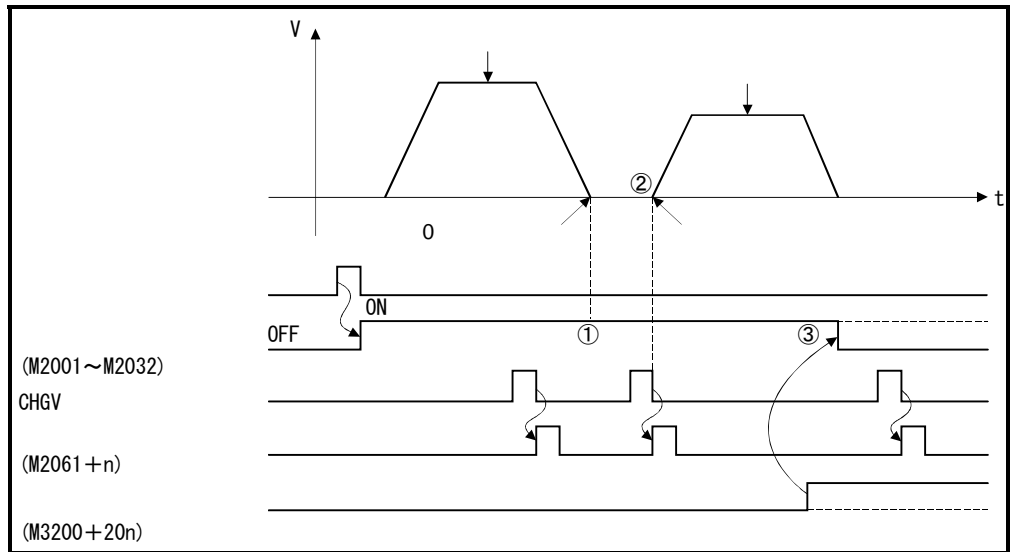 V
②
t
0
ON
OFF
①
③
(M2001～M2032)
CHGV
(M2061＋n)
(M3200＋20n)